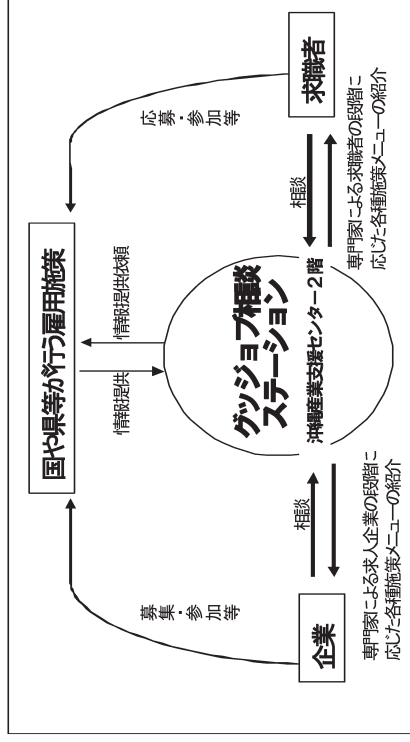 国や県等が行う雇用施策
情報提供
情報提供依頼
募集・参加等
応募・参加等
グッジョブ相談
ステーション
沖縄産業支援センター２階
企業
相談
専門家による求人企業の段階に
応じた各種施策メニューの紹介
求職者
相談
専門家による求職者の段階に
応じた各種施策メニューの紹介